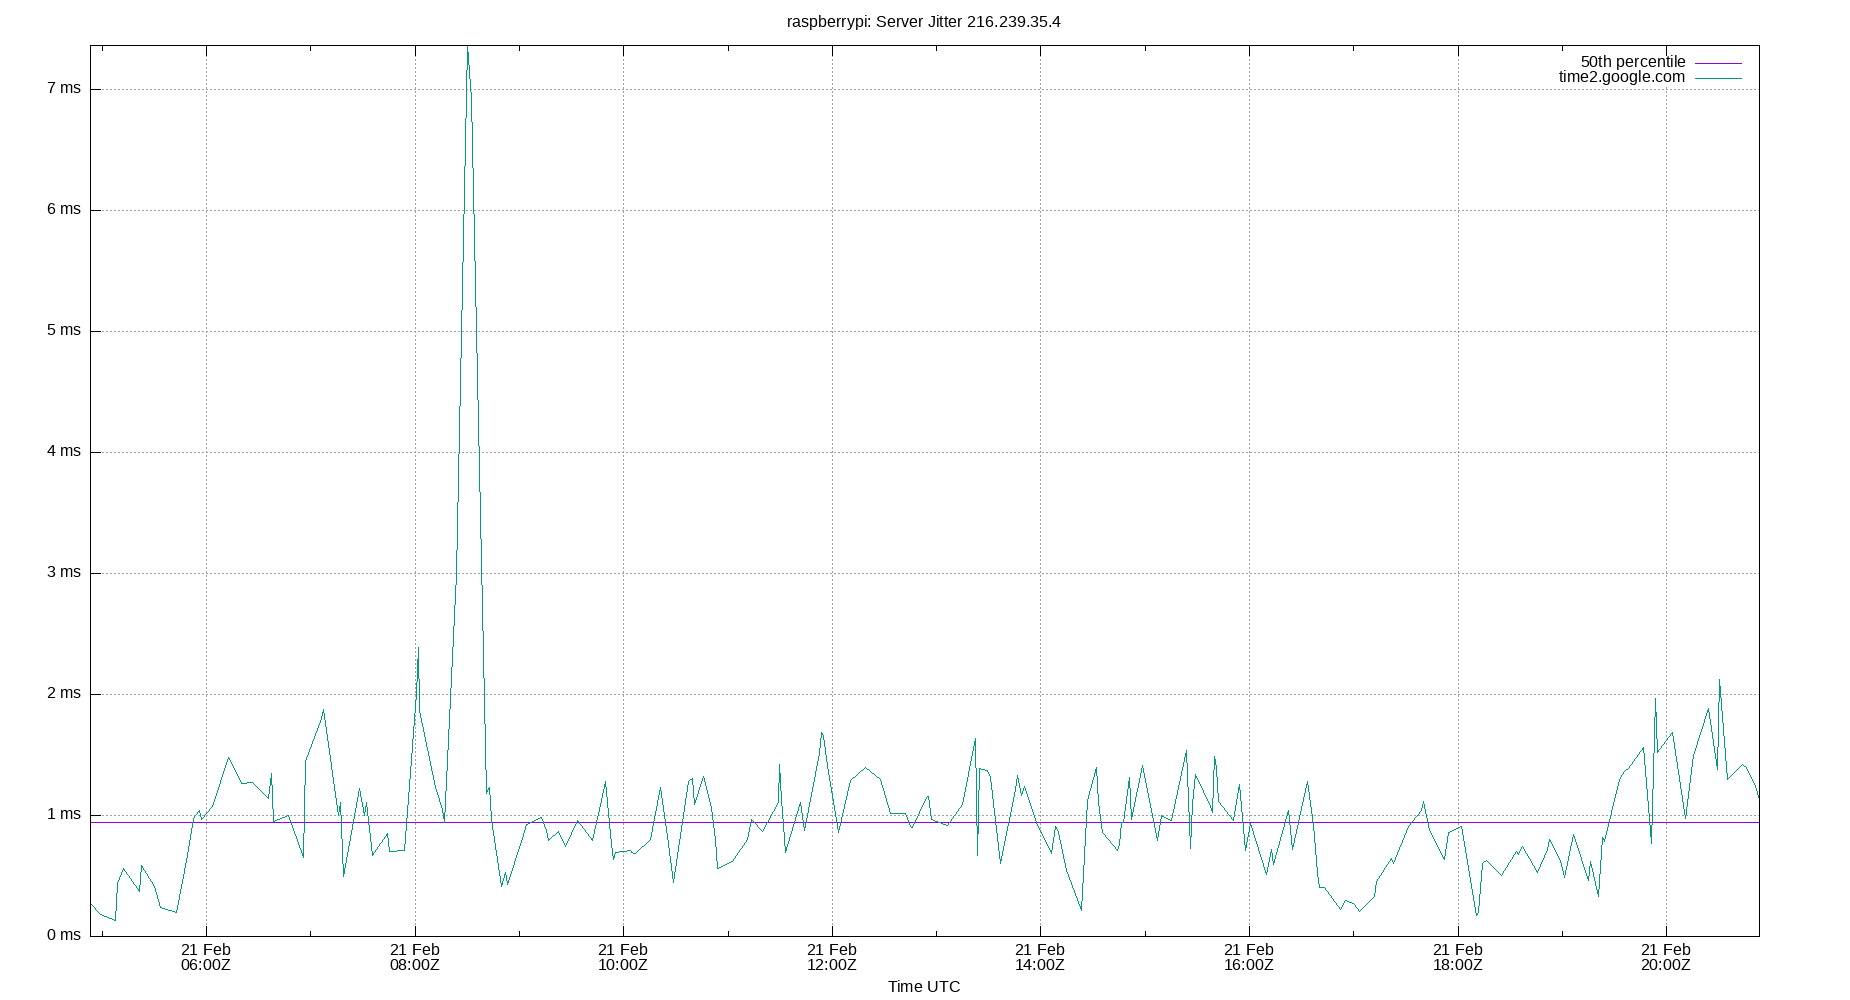 raspberrypi: Server Jitter 216.239.35.4
50th percentile
time2.google.com
7 ms
6 ms
5 ms
4 ms
3 ms
2 ms
1 ms
0 ms
21 Feb 21 Feb 21 Feb 21 Feb 21 Feb 21 Feb 21 Feb 21 Feb
06:00Z 08:00Z 10:00Z 12:00Z 14:00Z 16:00Z 18:00Z 20:00Z
Time UTC